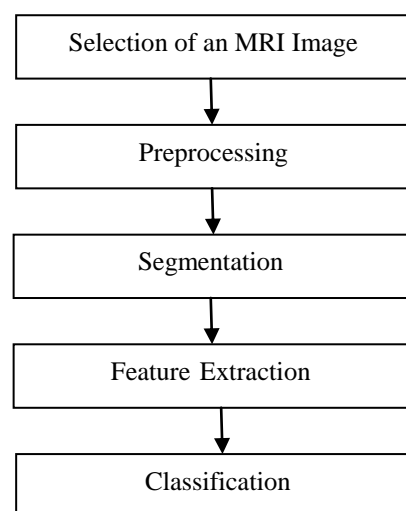 Selection of an MRI Image
Preprocessing
Segmentation
Feature Extraction
Classification